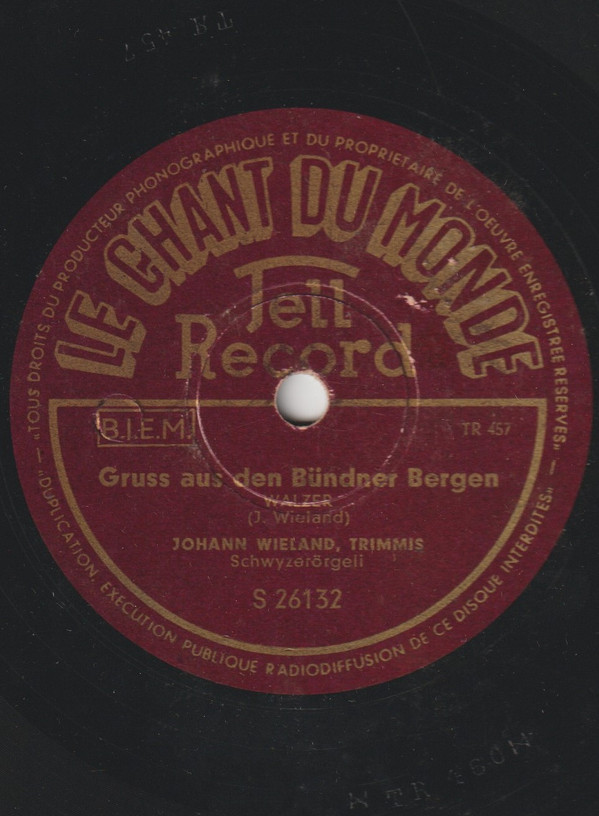 TR 457
"TOUS DROITS DU PRODUCTEUR PHONOGRAPHIQUE ET DU PROPRIETAIRE DE L'OEUVRE ENREGISTREE RESERVES"
LE CHANT DU MONDE
Tell
Record
B.I.E.M.
TR 457
Gruss aus den Bündner Bergen
WALZER
(J. Wieland)
JOHANN WIELAND, TRIMMIS
Schwyzerörgeli
S 26132
— "DUPLICATION. EXECUTION PUBLIQUE RADIODIFFUSION DE CE DISQUE INTERDITES" —
N TR